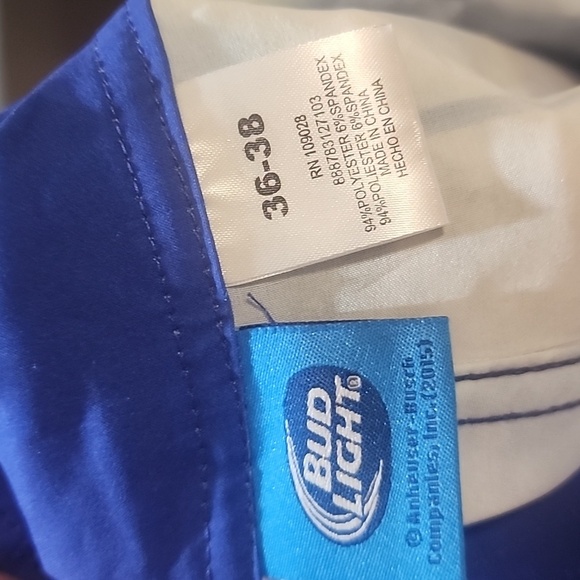 36-38
RN 109028
888783127103
94%POLYESTER 6%SPANDEX
94%POLIESTER 6%SPANDEX
MADE IN CHINA
HECHO EN CHINA
BUD
LIGHT®
© Anheuser-Busch
Companies, Inc. (2015)